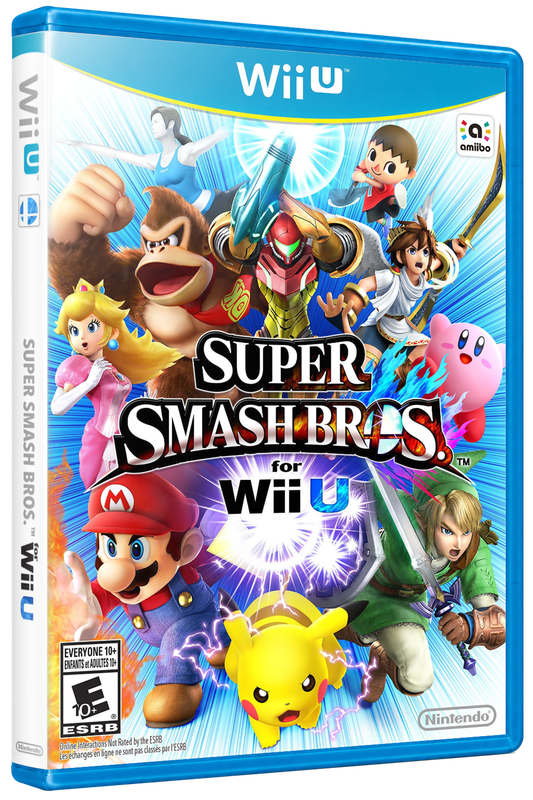 Wii U™
SUPER SMASH BROS.™ for Wii U
Nintendo
Wii U™
amiibo
SUPER
SMASH BROS.™
for
Wii U
M
EVERYONE 10+
ENFANTS et ADULTES 10+
E
10+
®
ESRB
Online Interactions Not Rated by the ESRB
Les échanges en ligne ne sont pas classés par l'ESRB
Nintendo